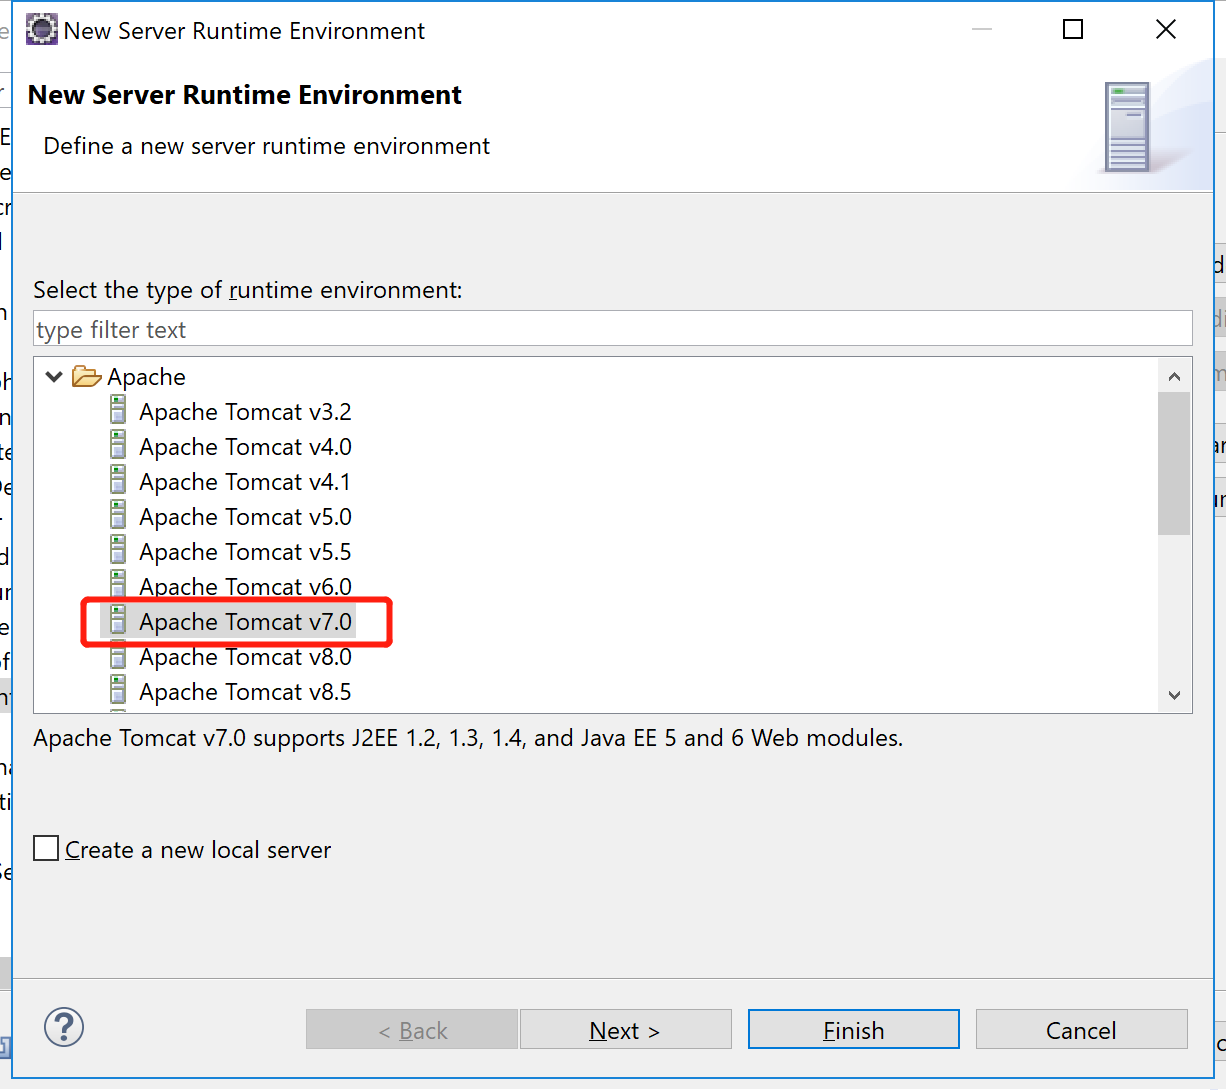 New Server Runtime Environment
New Server Runtime Environment
Define a new server runtime environment
Select the type of runtime environment:
type filter text
Apache
Apache Tomcat v3.2
Apache Tomcat v4.0
Apache Tomcat v4.1
Apache Tomcat v5.0
Apache Tomcat v5.5
Apache Tomcat v6.0
Apache Tomcat v7.0
Apache Tomcat v8.0
Apache Tomcat v8.5
Apache Tomcat v7.0 supports J2EE 1.2, 1.3, 1.4, and Java EE 5 and 6 Web modules.
Create a new local server
?
< Back
Next >
Finish
Cancel